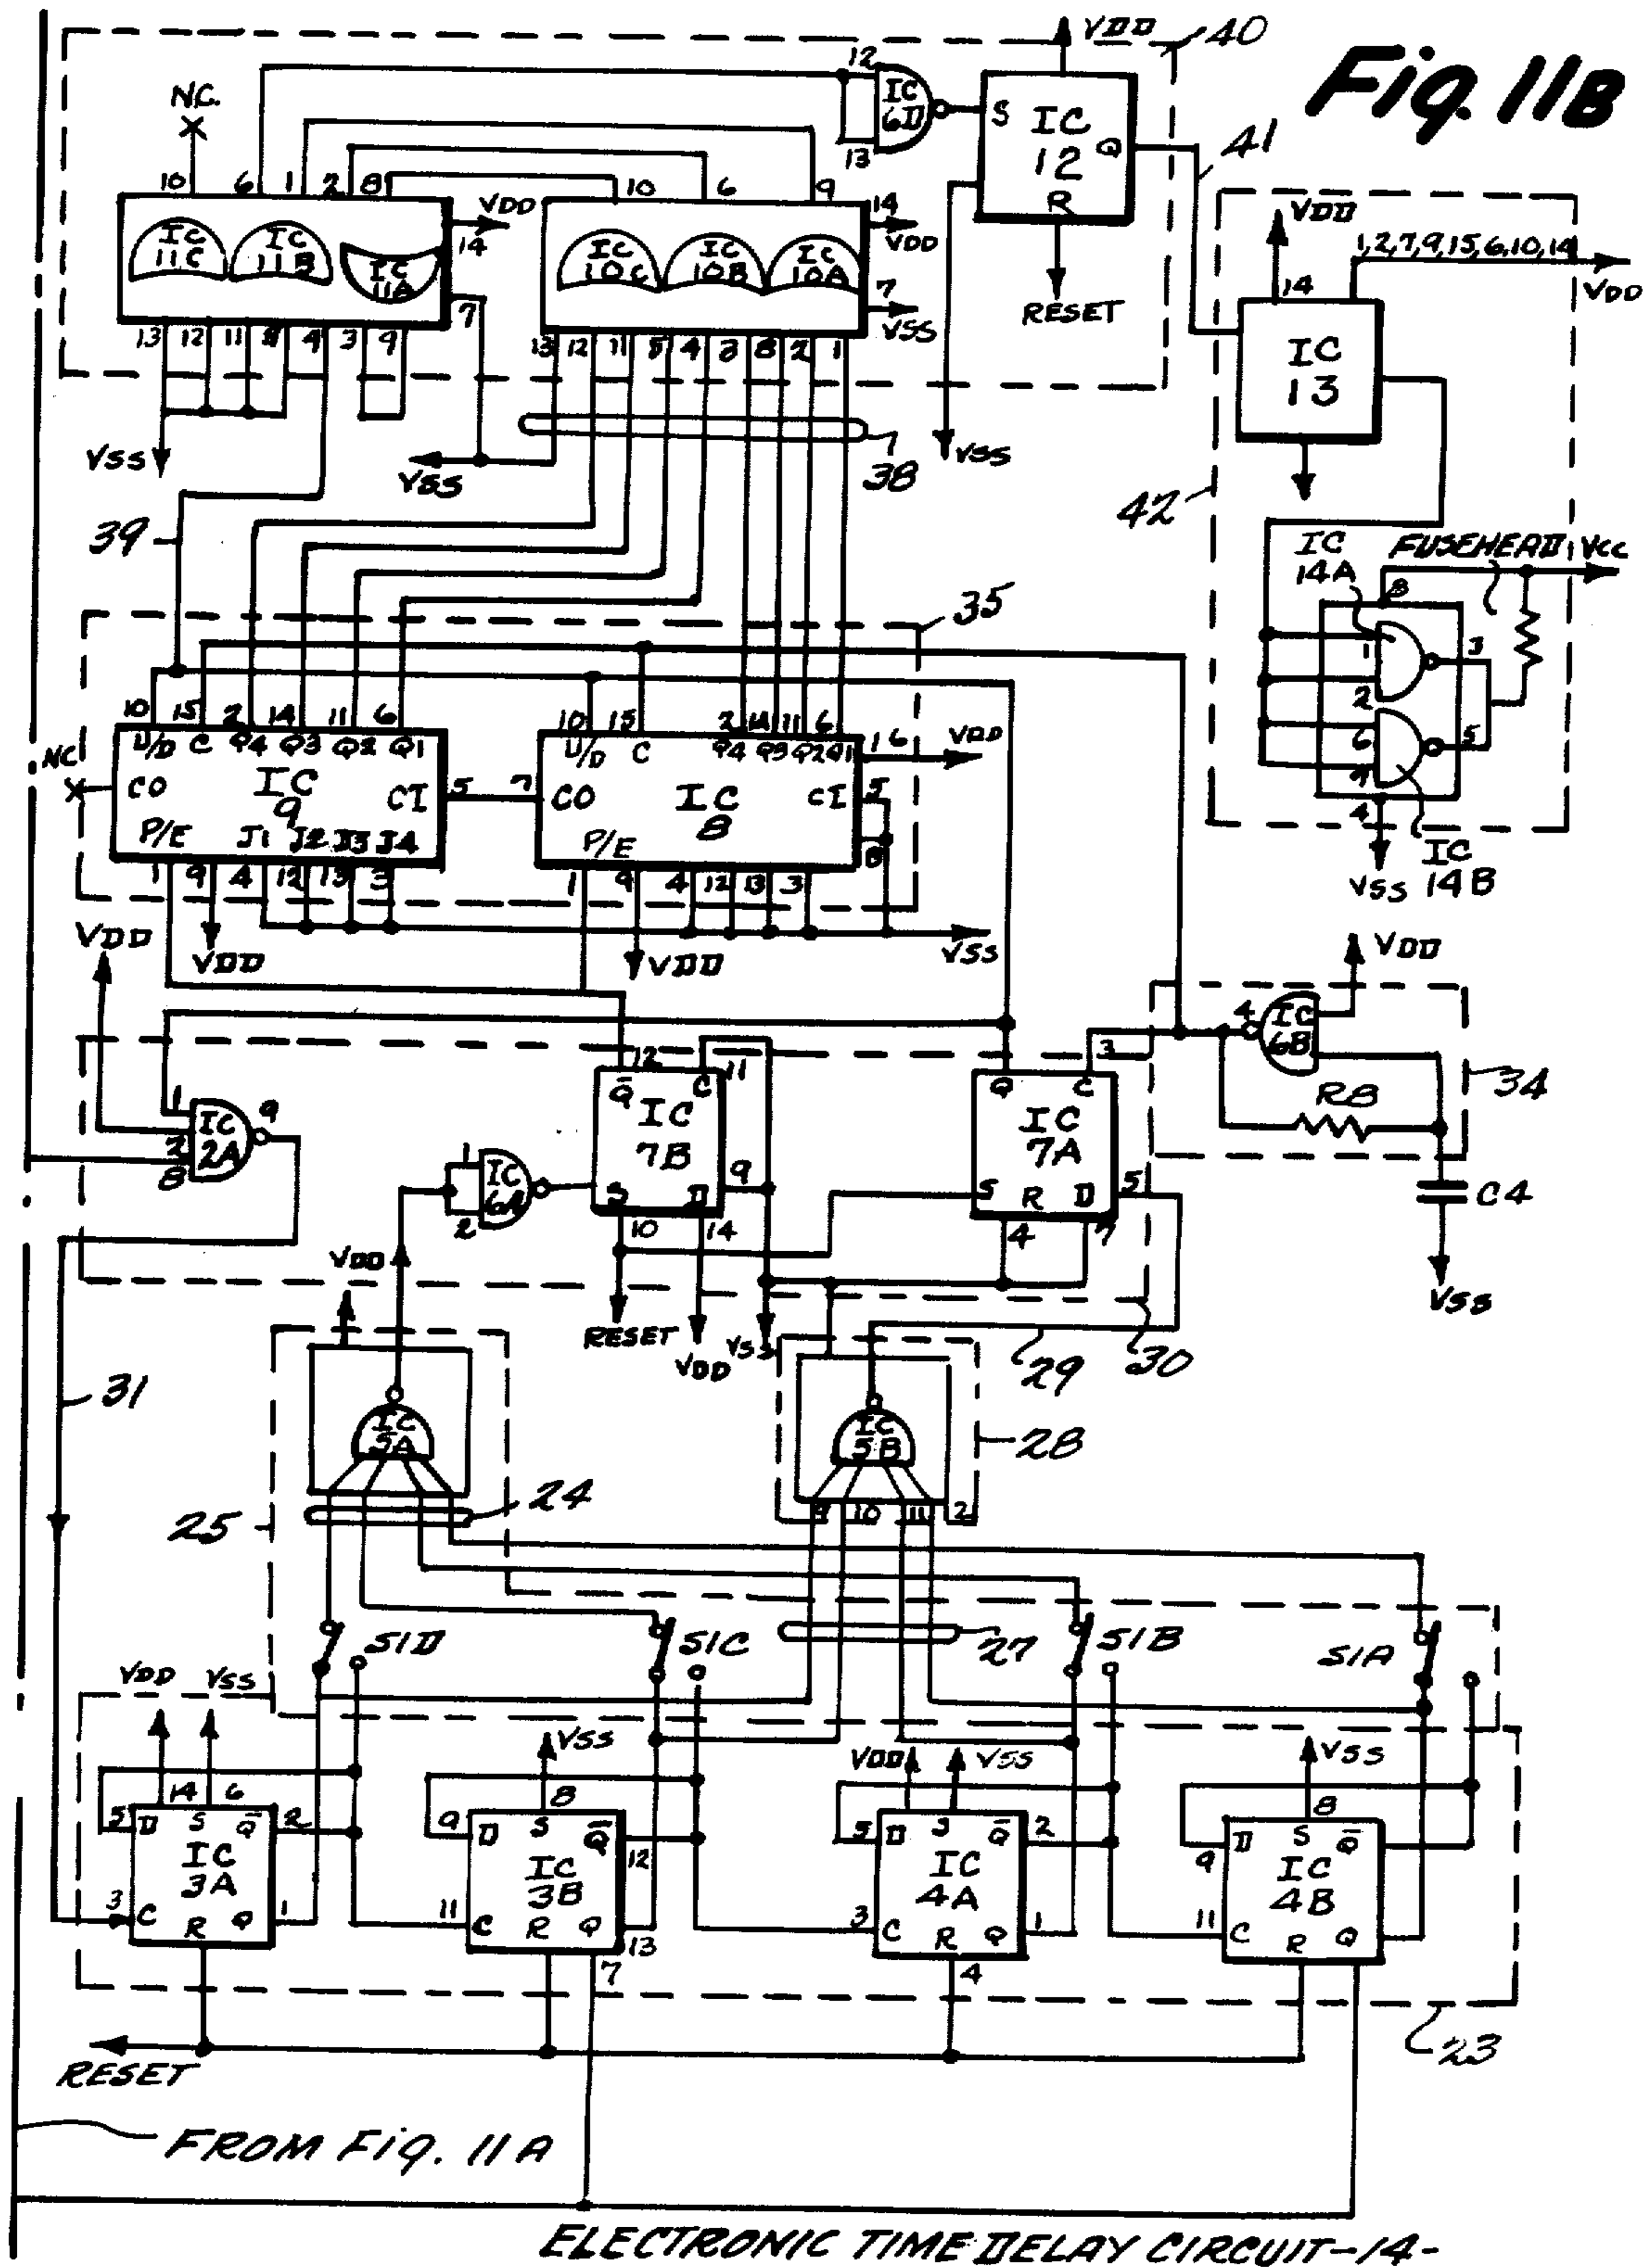 Fig. 11B
VDD
40
12
IC 6D
13
S IC 12 Q
R
41
N.C.
10 6 1 2 8
10 6 9
VDD
14
14
VDD
IC 11C IC 11B IC 11A
IC 10C IC 10B IC 10A
7
7
VSS
RESET
13 12 11 5 4 3 9
13 12 11 5 4 3 8 2 1
VDD
1,2,7,9,15,6,10,14
VDD
14
IC 13
VSS
VSS
38
VSS
42
39
IC 14A
FUSEHEAD
VCC
8
35
1
3
2
6
5
7
4
IC 14B
VSS
10 15 2 14 11 6
10 15 2 14 11 6
U/D C Q4 Q3 Q2 Q1
U/D C Q4 Q3 Q2 Q1
16
VDD
NC
CO IC 9 CI
5 7
CO IC 8 CI
5
8
P/E J1 J2 J3 J4
P/E
1 9 4 12 13 3
1 9 4 12 13 3
VDD
VDD
VDD
VSS
VDD
4
IC 6B
34
R8
C4
VSS
12 11
3
Q̄ C
IC 7B
S D
9
10 14
Q C
IC 7A
S R D
5
4 7
1
2
8
IC 2A
9
1
IC 6A
2
VDD
RESET
VDD
VSS
29
30
31
IC 5A
IC 5B
28
24
25
9 10 11 2
27
S1D
S1C
S1B
S1A
VDD
VSS
VSS
VDD
VSS
VSS
14 6
8
8
5 D S Q̄ 2
9 D S Q̄ 12
5 D S Q̄ 2
9 D S Q̄
IC 3A
IC 3B
IC 4A
IC 4B
3 C R Q 1
11 C R Q 13
3 C R Q 1
11 C R Q
7
4
23
RESET
FROM Fig. 11A
ELECTRONIC TIME DELAY CIRCUIT-14-